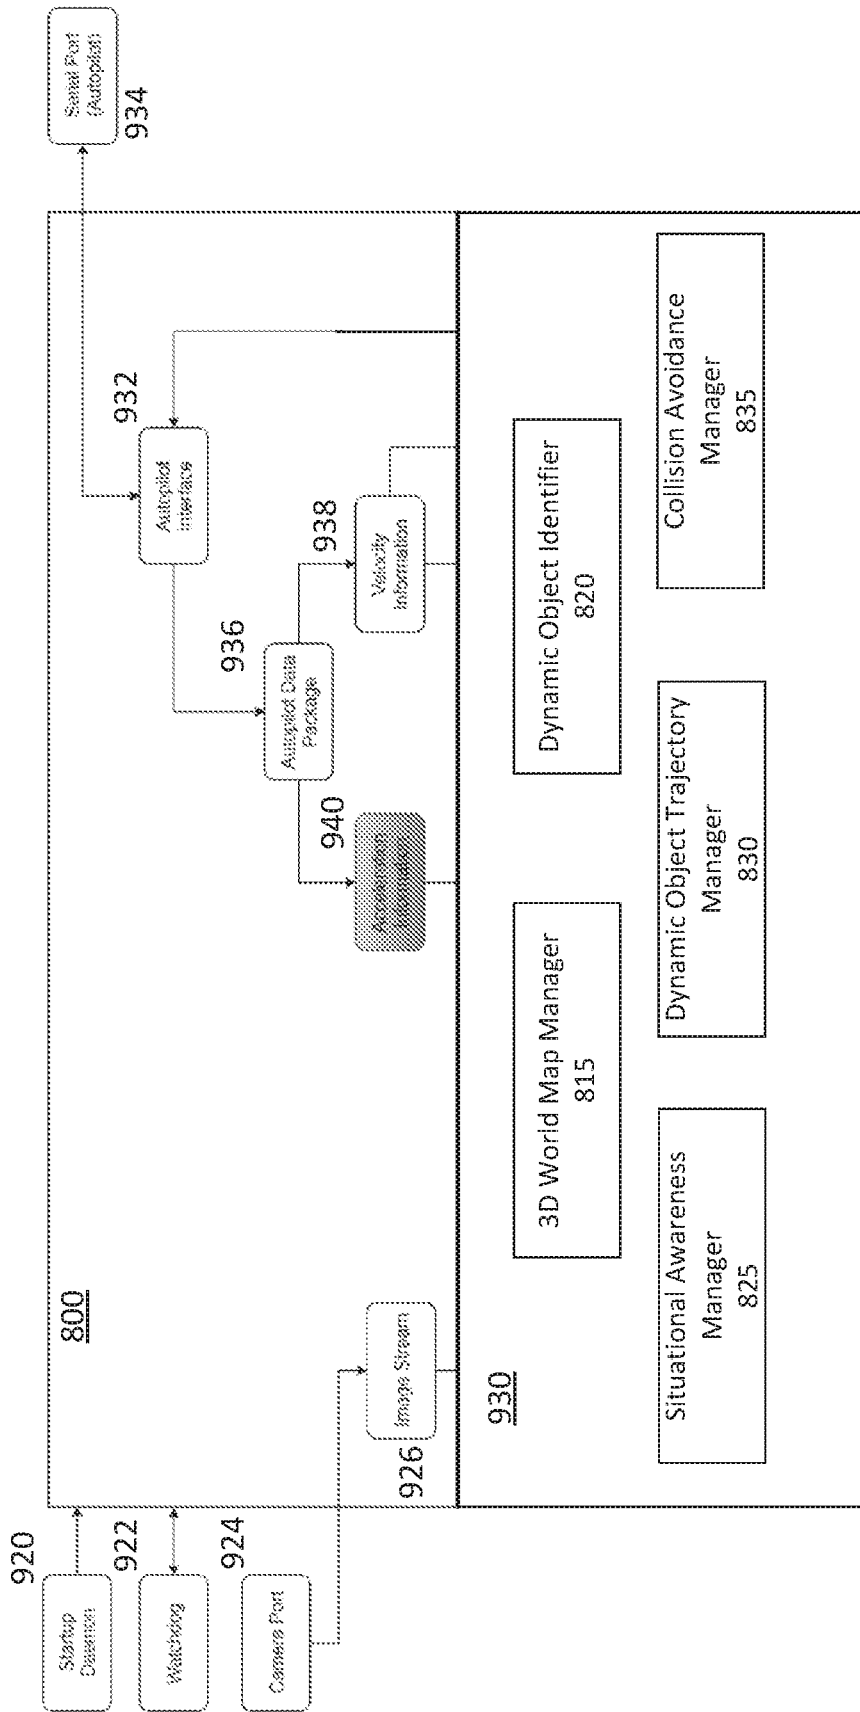 920
Startup
Daemon
922
Watchdog
924
Camera Port
800
926
Image Stream
940
Acceleration
Information
936
Autopilot Data
Package
938
Velocity
Information
932
Autopilot
Interface
Serial Port
(Autopilot)
934
930
3D World Map Manager
815
Dynamic Object Identifier
820
Situational Awareness
Manager
825
Dynamic Object Trajectory
Manager
830
Collision Avoidance
Manager
835